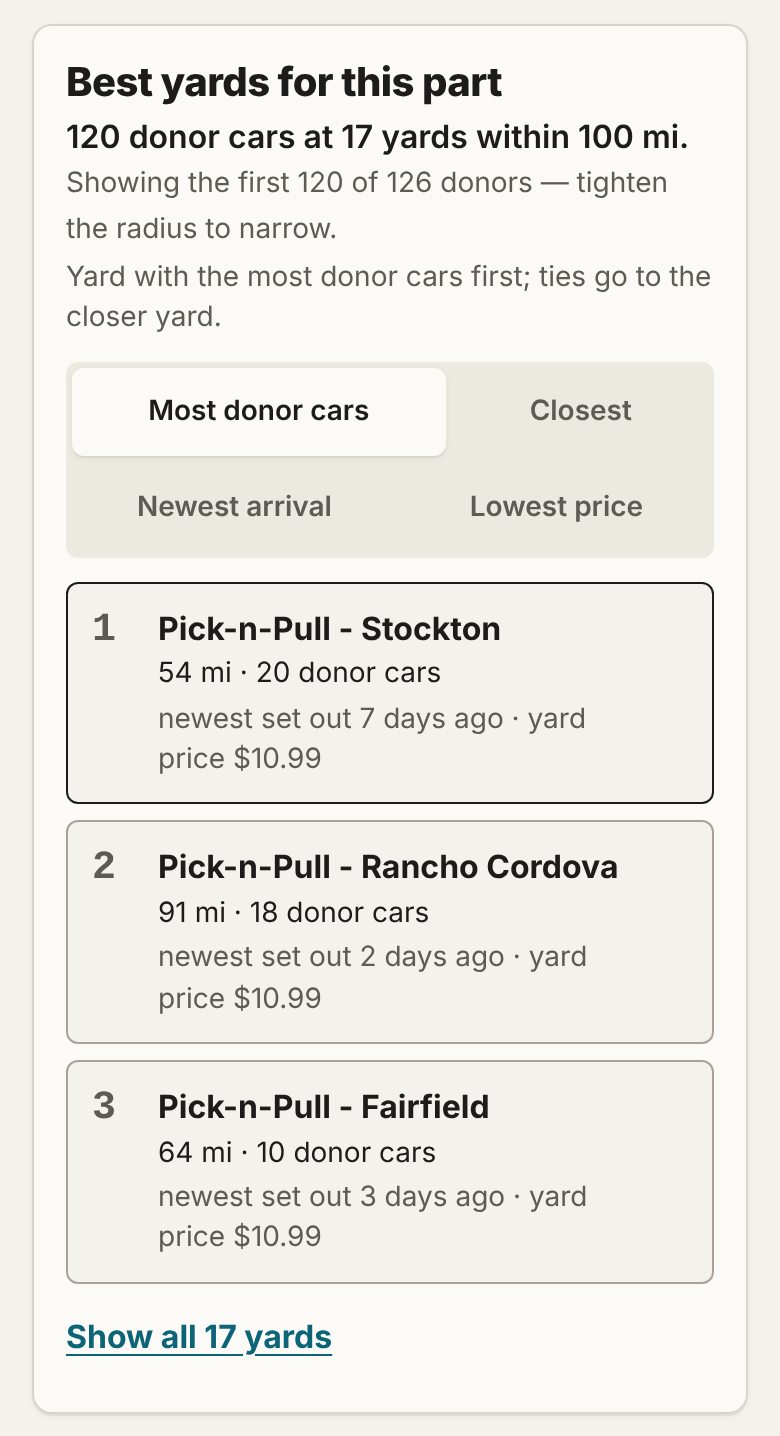 Best yards for this part
120 donor cars at 17 yards within 100 mi.
Showing the first 120 of 126 donors — tighten
the radius to narrow.
Yard with the most donor cars first; ties go to the
closer yard.
Most donor cars
Closest
Newest arrival
Lowest price
1
Pick-n-Pull - Stockton
54 mi · 20 donor cars
newest set out 7 days ago · yard
price $10.99
2
Pick-n-Pull - Rancho Cordova
91 mi · 18 donor cars
newest set out 2 days ago · yard
price $10.99
3
Pick-n-Pull - Fairfield
64 mi · 10 donor cars
newest set out 3 days ago · yard
price $10.99
Show all 17 yards